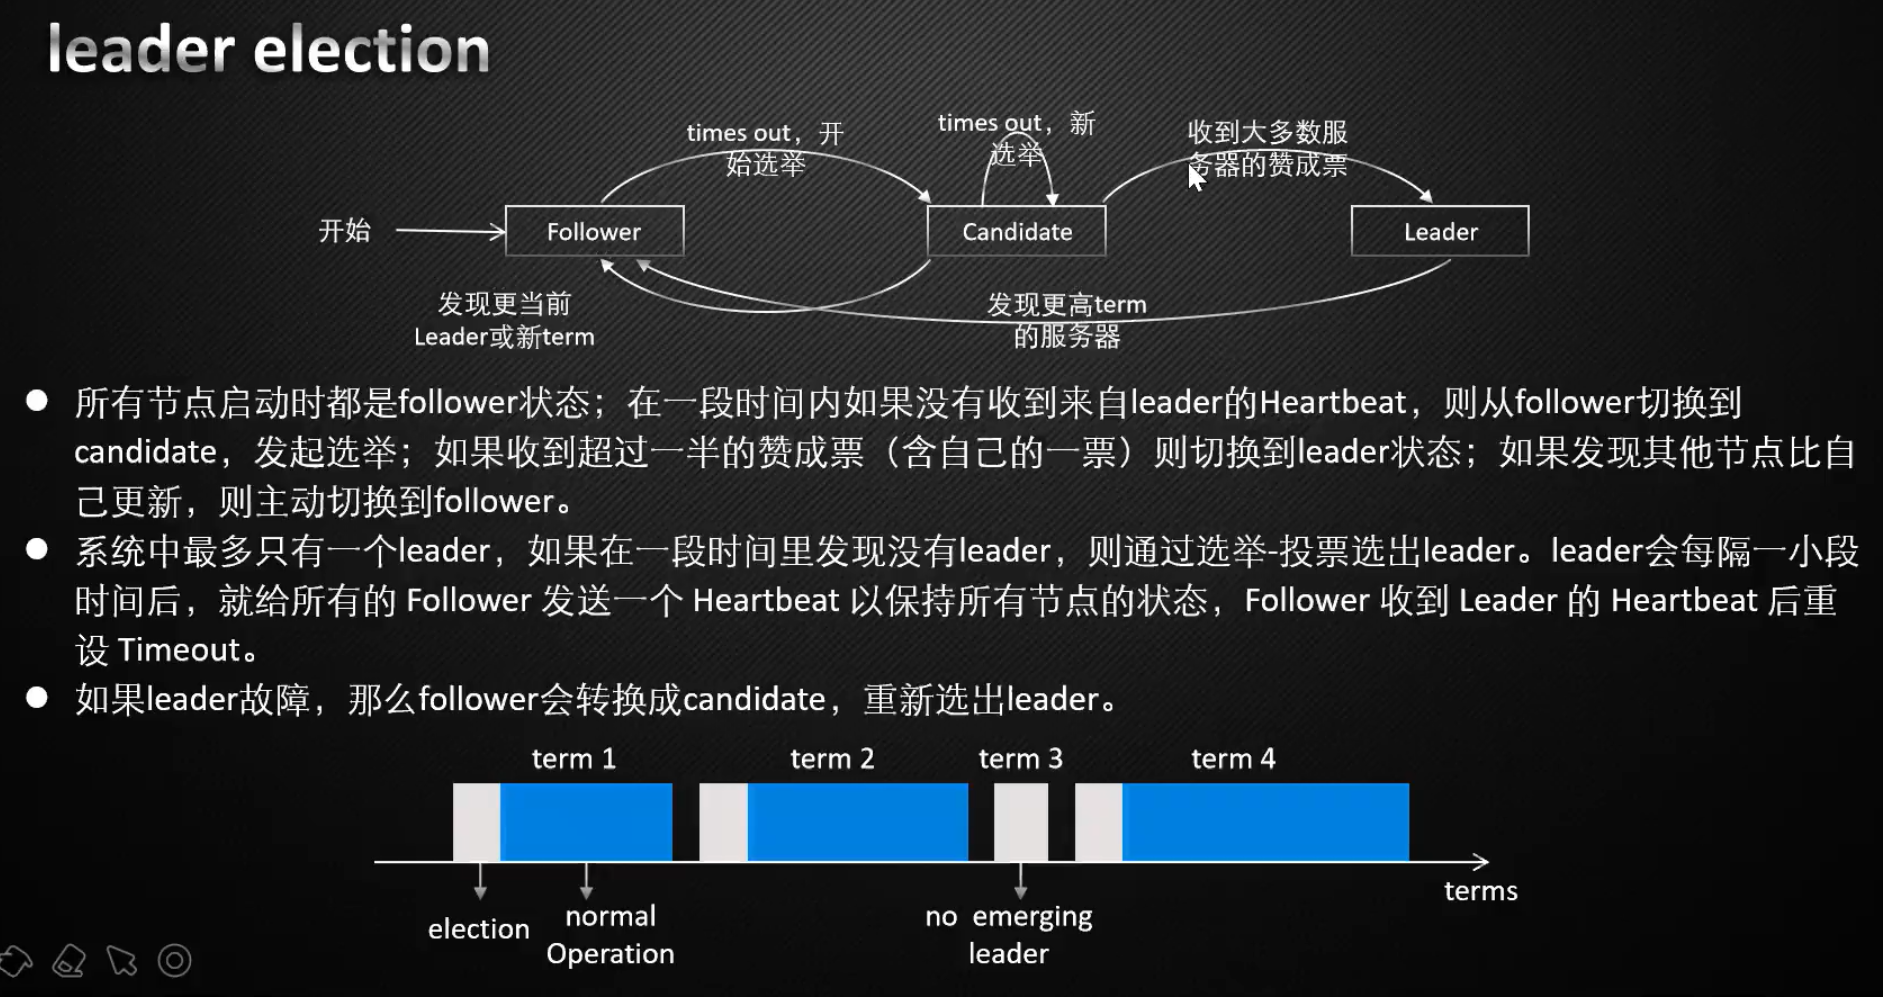 leader election
times out，开
始选举
times out，新
选举
收到大多数服
务器的赞成票
开始
Follower
Candidate
Leader
发现更当前
Leader或新term
发现更高term
的服务器
● 所有节点启动时都是follower状态；在一段时间内如果没有收到来自leader的Heartbeat，则从follower切换到
candidate，发起选举；如果收到超过一半的赞成票（含自己的一票）则切换到leader状态；如果发现其他节点比自
己更新，则主动切换到follower。
● 系统中最多只有一个leader，如果在一段时间里发现没有leader，则通过选举-投票选出leader。leader会每隔一小段
时间后，就给所有的 Follower 发送一个 Heartbeat 以保持所有节点的状态，Follower 收到 Leader 的 Heartbeat 后重
设 Timeout。
● 如果leader故障，那么follower会转换成candidate，重新选出leader。
term 1
term 2
term 3
term 4
terms
election
normal
Operation
no emerging
leader